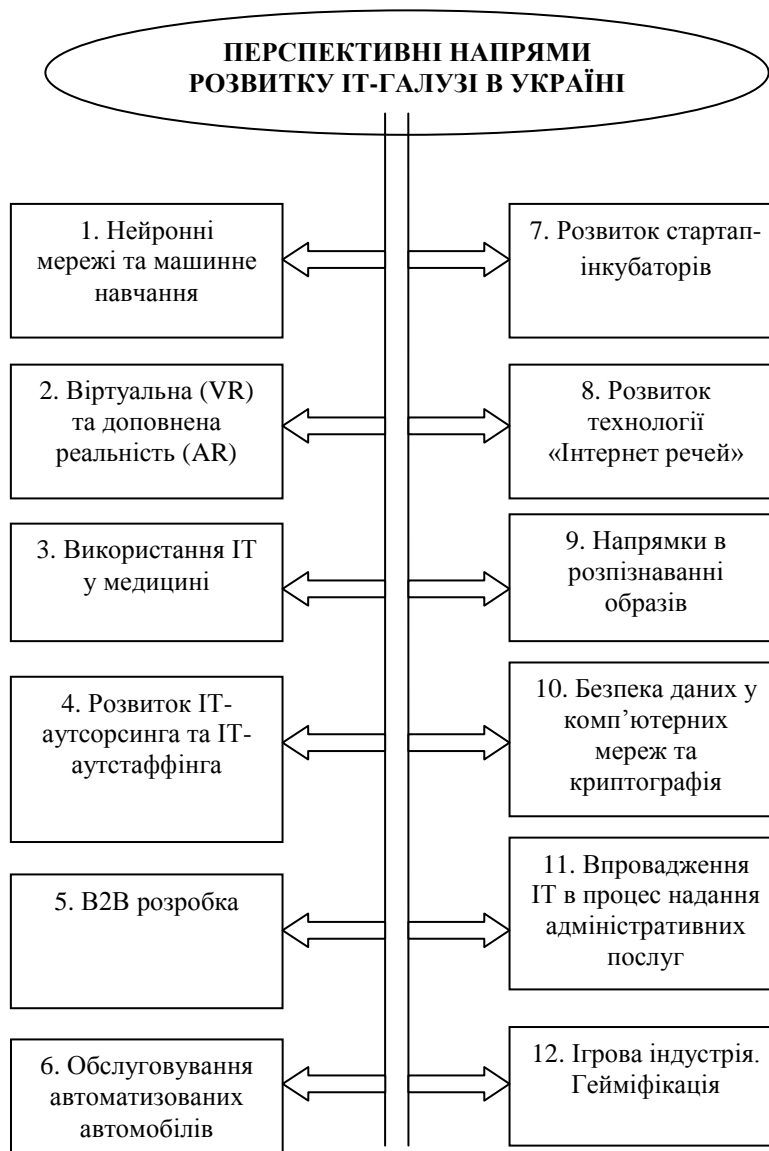 ПЕРСПЕКТИВНІ НАПРЯМИ
РОЗВИТКУ ІТ-ГАЛУЗІ В УКРАЇНІ
1. Нейронні
мережі та машинне
навчання
2. Віртуальна (VR)
та доповнена
реальність (AR)
3. Використання ІТ
у медицині
4. Розвиток ІТ-
аутсорсинга та ІТ-
аутстаффінга
5. B2B розробка
6. Обслуговування
автоматизованих
автомобілів
7. Розвиток стартап-
інкубаторів
8. Розвиток
технології
«Інтернет речей»
9. Напрямки в
розпізнаванні
образів
10. Безпека даних у
комп’ютерних
мереж та
криптографія
11. Впровадження
ІТ в процес надання
адміністративних
послуг
12. Ігрова індустрія.
Гейміфікація